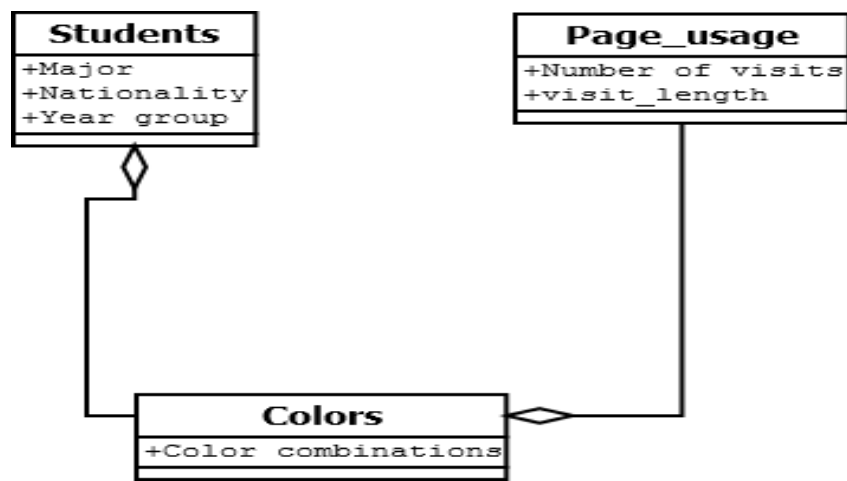 Students
+Major
+Nationality
+Year group
Page_usage
+Number of visits
+visit_length
Colors
+Color combinations